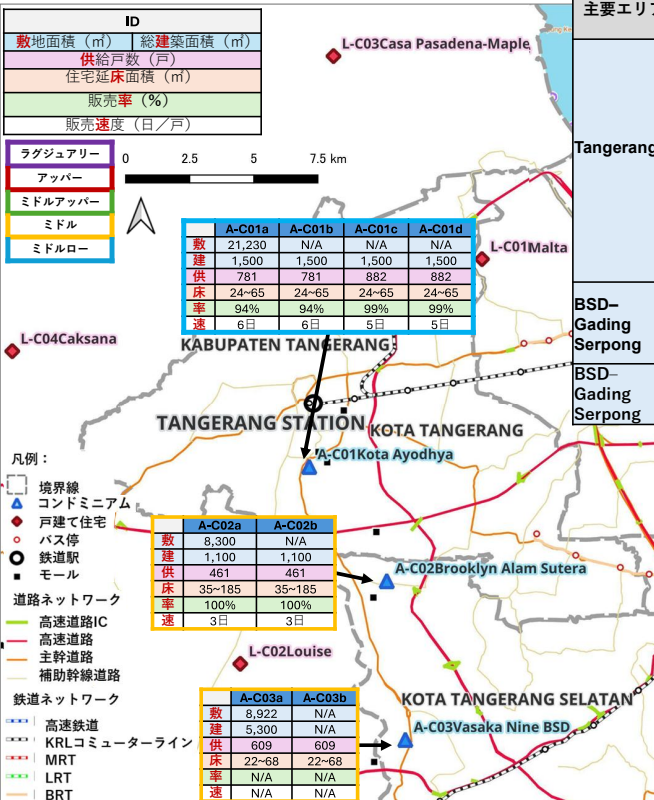 ID
敷地面積（㎡） 総建築面積（㎡）
供給戸数（戸）
住宅延床面積（㎡）
販売率（%）
販売速度（日／戸）
ラグジュアリー
アッパー
ミドルアッパー
ミドル
ミドルロー
0 2.5 5 7.5 km
L-C03Casa Pasadena-Maple
主要エリア
Tangerang
BSD–
Gading
Serpong
BSD–
Gading
Serpong
A-C01a A-C01b A-C01c A-C01d
敷 21,230 N/A N/A N/A
建 1,500 1,500 1,500 1,500
供 781 781 882 882
床 24~65 24~65 24~65 24~65
率 94% 94% 99% 99%
速 6日 6日 5日 5日
L-C01Malta
L-C04Caksana
KABUPATEN TANGERANG
TANGERANG STATION
KOTA TANGERANG
A-C01Kota Ayodhya
凡例：
境界線
コンドミニアム
戸建て住宅
バス停
鉄道駅
モール
道路ネットワーク
高速道路IC
高速道路
主幹道路
補助幹線道路
鉄道ネットワーク
高速鉄道
KRLコミューターライン
MRT
LRT
BRT
A-C02a A-C02b
敷 8,300 N/A
建 1,100 1,100
供 461 461
床 35~185 35~185
率 100% 100%
速 3日 3日
A-C02Brooklyn Alam Sutera
L-C02Louise
KOTA TANGERANG SELATAN
A-C03a A-C03b
敷 8,922 N/A
建 5,300 N/A
供 609 609
床 22~68 22~68
率 N/A N/A
速 N/A N/A
A-C03Vasaka Nine BSD